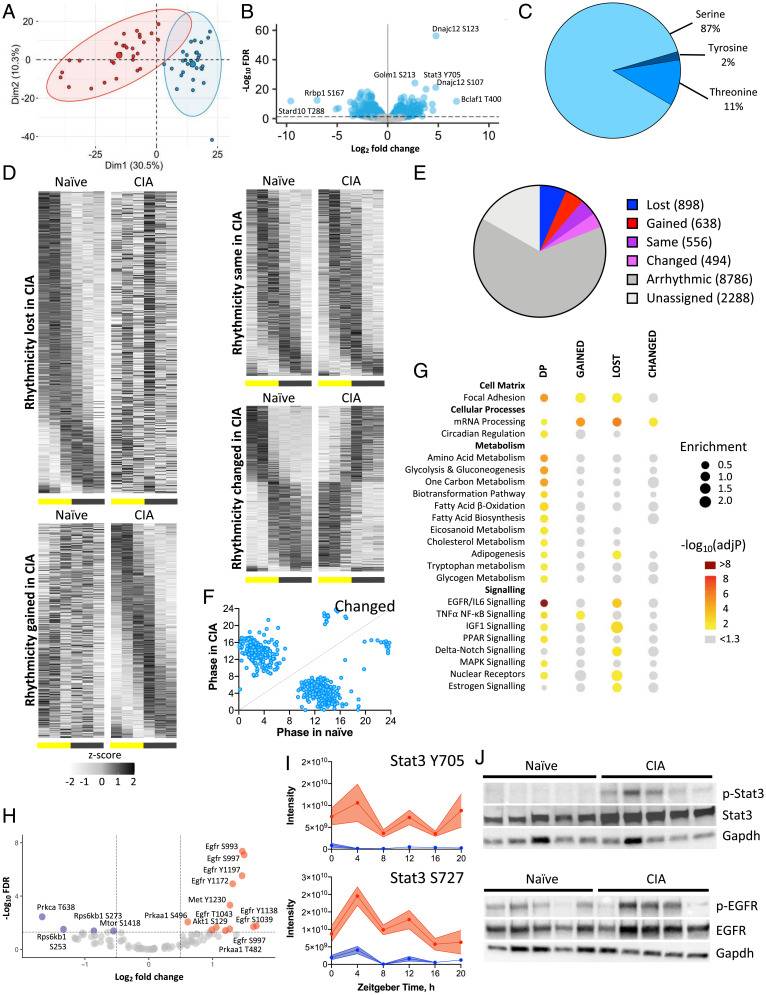 A
Dim2 (10.3%)
20
0
-20
-40
-25
0
25
Dim1 (30.5%)
B
-Log10 FDR
60
40
20
0
Dnajc12 S123
Golm1 S213
Stat3 Y705
Dnajc12 S107
Rrbp1 S167
Bclaf1 T400
Stard10 T288
-10
-5
0
5
10
Log2 fold change
C
Serine
87%
Tyrosine
2%
Threonine
11%
D
Naïve
CIA
Rhythmicity lost in CIA
Naïve
CIA
Rhythmicity same in CIA
Naïve
CIA
Rhythmicity changed in CIA
Naïve
CIA
Rhythmicity gained in CIA
z-score
-2 -1 0 1 2
E
Lost (898)
Gained (638)
Same (556)
Changed (494)
Arrhythmic (8786)
Unassigned (2288)
F
Changed
Phase in CIA
24
20
16
12
8
4
0
0 4 8 12 16 20 24
Phase in naïve
G
DP
GAINED
LOST
CHANGED
Cell Matrix
Focal Adhesion
Cellular Processes
mRNA Processing
Circadian Regulation
Metabolism
Amino Acid Metabolism
Glycolysis & Gluconeogenesis
One Carbon Metabolism
Biotransformation Pathway
Fatty Acid β-Oxidation
Fatty Acid Biosynthesis
Eicosanoid Metabolism
Cholesterol Metabolism
Adipogenesis
Tryptophan metabolism
Glycogen Metabolism
Signalling
EGFR/IL6 Signalling
TNFα NF-κB Signalling
IGF1 Signalling
PPAR Signalling
Delta-Notch Signalling
MAPK Signalling
Nuclear Receptors
Estrogen Signalling
Enrichment
0.5
1.0
1.5
2.0
-log10(adjP)
>8
8
6
4
2
<1.3
H
-Log10 FDR
8
4
0
Egfr S993
Egfr S997
Egfr Y1197
Egfr Y1172
Met Y1230
Prkca T638
Rps6kb1 S273
Mtor S1418
Prkaa1 S496
Egfr T1043
Akt1 S129
Egfr Y1138
Egfr S1039
Rps6kb1
S253
Egfr S997
Prkaa1 T482
-1
0
1
Log2 fold change
I
Stat3 Y705
Intensity
2×10^10
2×10^10
1×10^10
5×10^9
0
0 4 8 12 16 20
Stat3 S727
Intensity
3×10^10
2×10^10
2×10^10
1×10^10
5×10^9
0
0 4 8 12 16 20
Zeitgeber Time, h
J
Naïve
CIA
p-Stat3
Stat3
Gapdh
Naïve
CIA
p-EGFR
EGFR
Gapdh